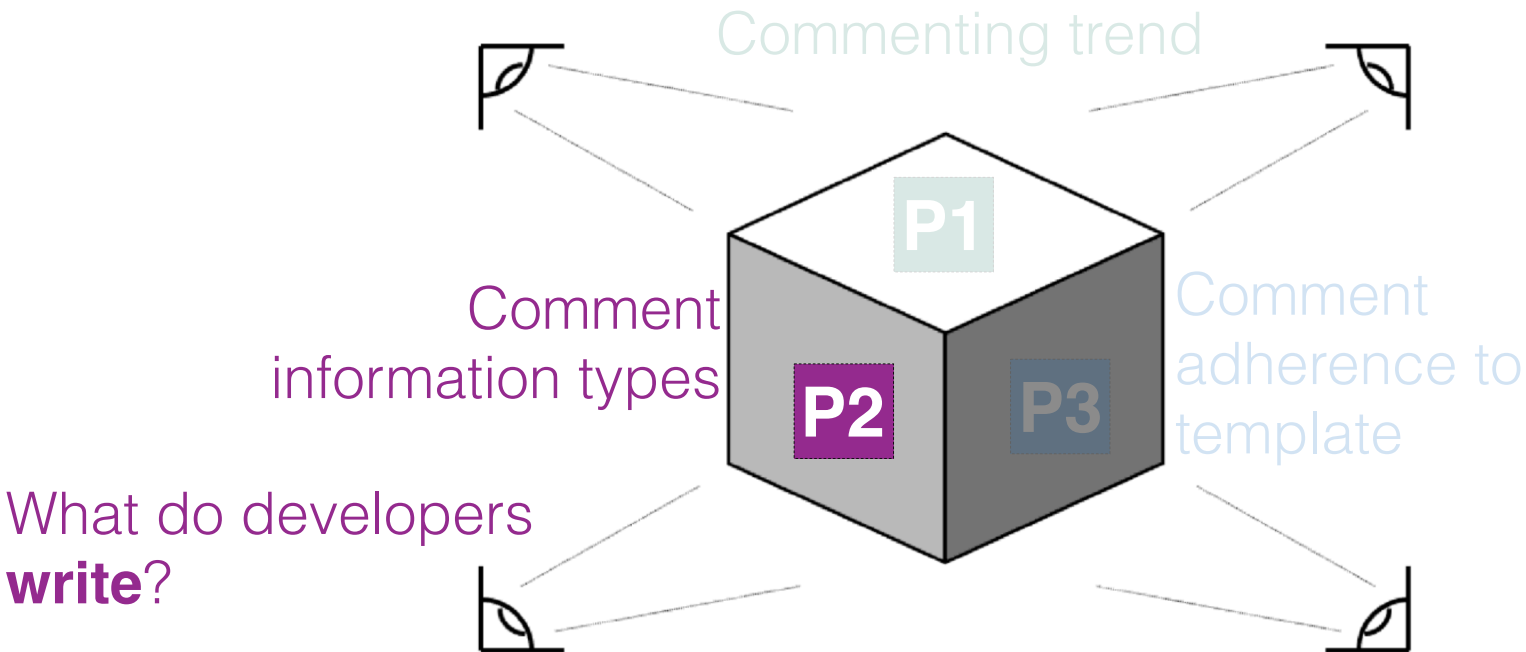 Commenting trend
P1
Comment
information types
P2
Comment
adherence to
template
P3
What do developers
write?